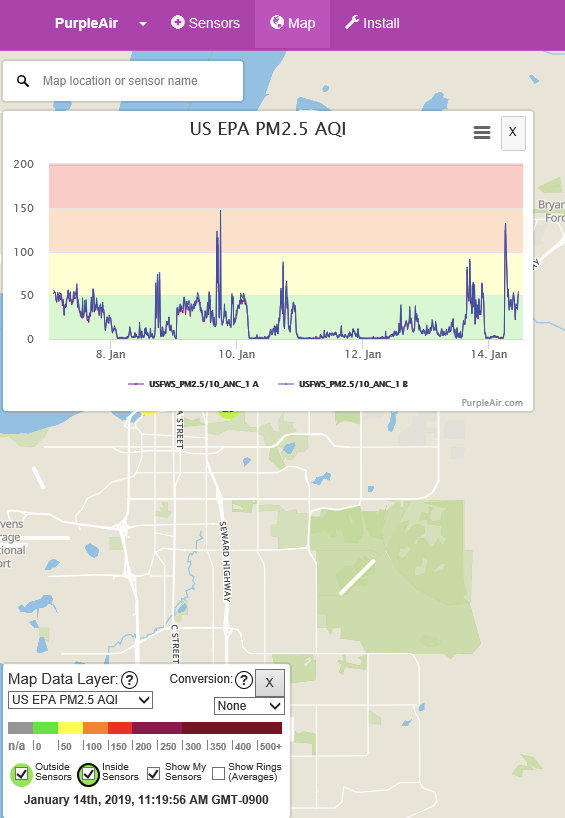 PurpleAir Sensors Map Install
Map location or sensor name
US EPA PM2.5 AQI
X
200
150
100
50
0
8. Jan 10. Jan 12. Jan 14. Jan
USFWS_PM2.5/10_ANC_1 A USFWS_PM2.5/10_ANC_1 B
PurpleAir.com
Bryan
Forc
A STREET
SEWARD HIGHWAY
C STREET
evens
rage
tional
ort
Map Data Layer: ? Conversion: ? X
US EPA PM2.5 AQI None
n/a 0 50 100 150 200 250 300 350 400 500+
Outside
Sensors
Inside
Sensors
Show My
Sensors
Show Rings
(Averages)
January 14th, 2019, 11:19:56 AM GMT-0900